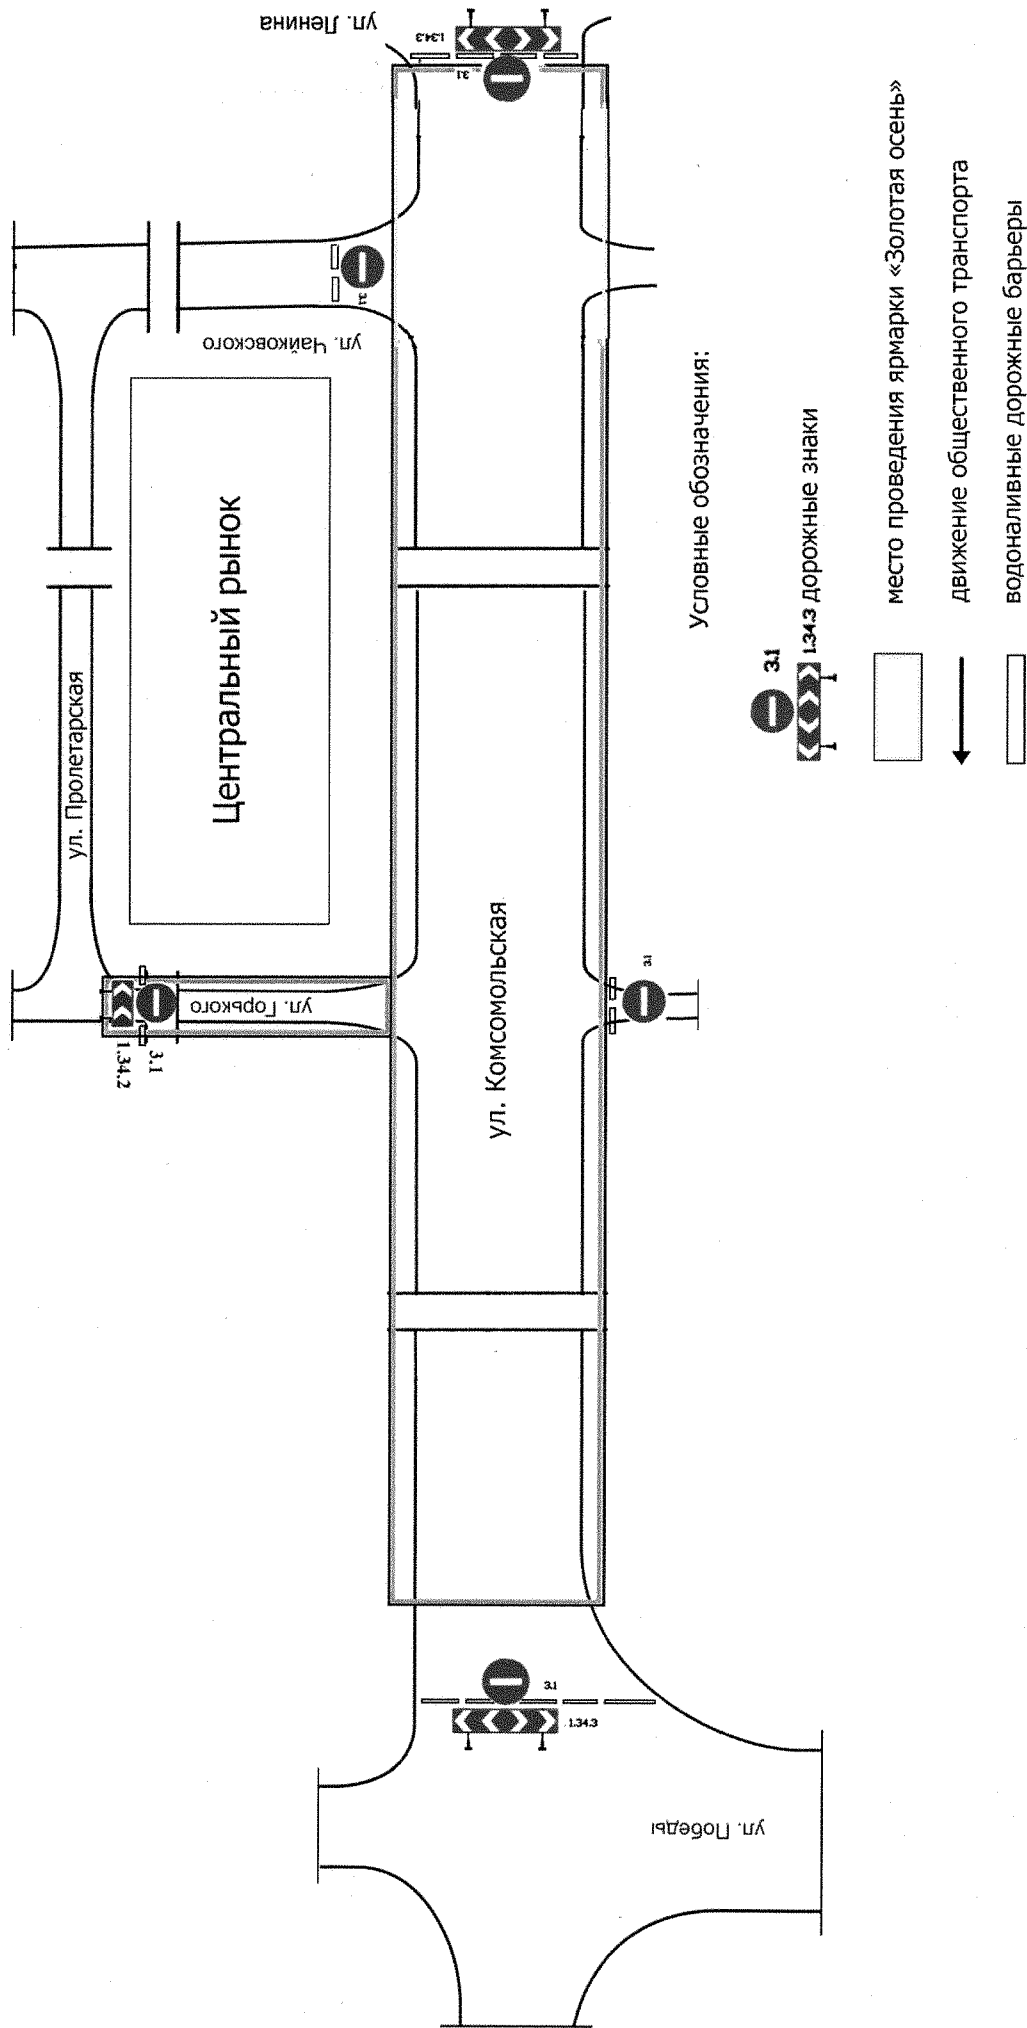 ул. Ленина
1.34.3
3.1
ул. Чайковского
3.1
ул. Пролетарская
Центральный рынок
ул. Горького
1.34.2
3.1
ул. Комсомольская
3.1
3.1
1.34.3
ул. Победы
Условные обозначения:
3.1
1.34.3 дорожные знаки
место проведения ярмарки «Золотая осень»
движение общественного транспорта
водоналивные дорожные барьеры